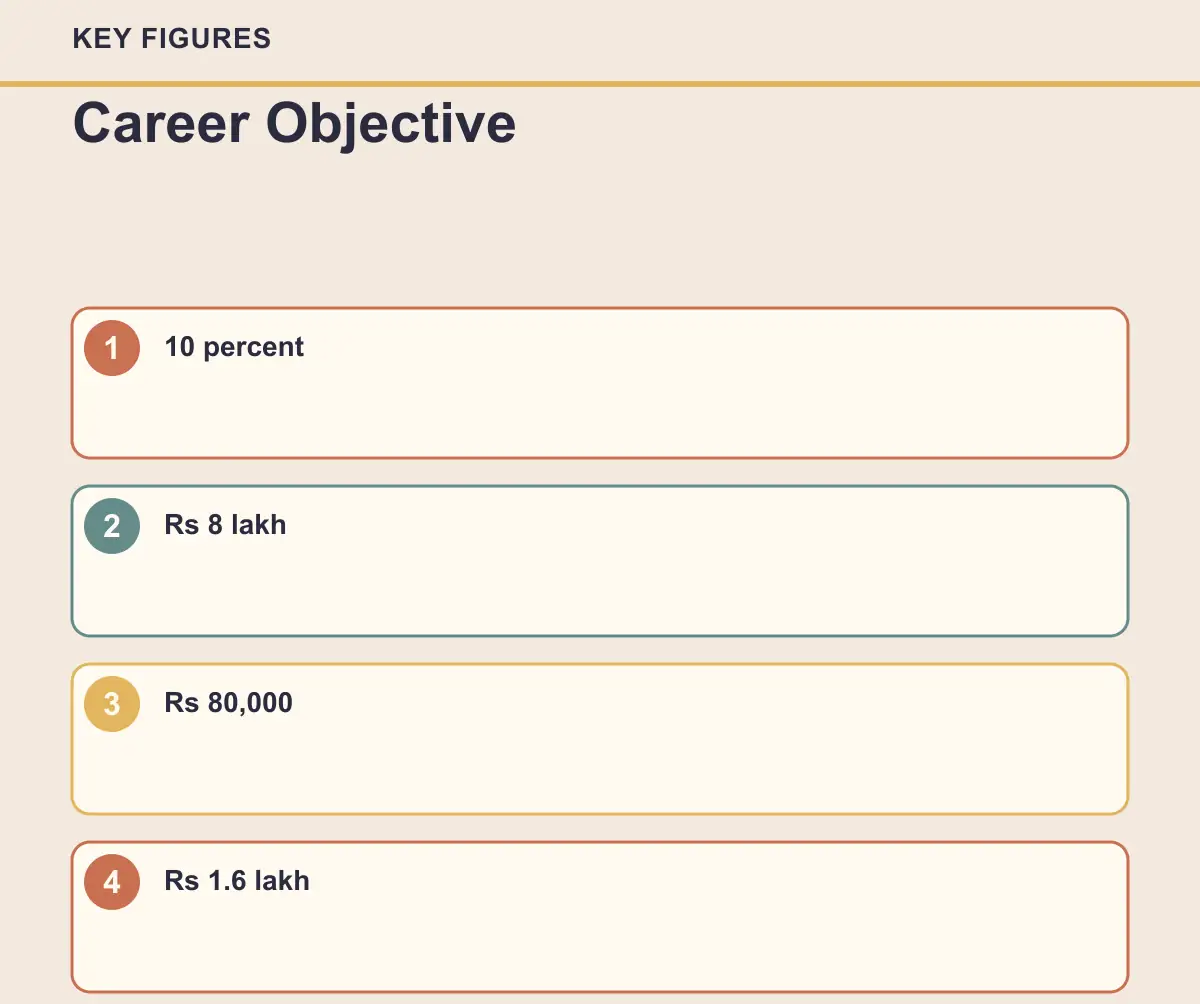 KEY FIGURES
Career Objective
1 10 percent
2 Rs 8 lakh
3 Rs 80,000
4 Rs 1.6 lakh